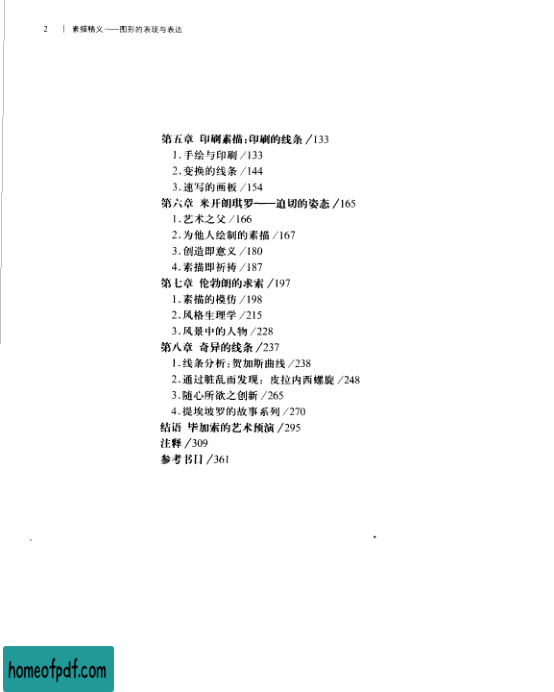 2 | 素描精义——图形的表现与表达
第五章 印刷素描：印刷的线条 /133
1.手绘与印刷 /133
2.变换的线条 /144
3.速写的画板 /154
第六章 米开朗琪罗——迫切的姿态 /165
1.艺术之父 /166
2.为他人绘制的素描 /167
3.创造即意义 /180
4.素描即祈祷 /187
第七章 伦勃朗的求索 /197
1.素描的模仿 /198
2.风格生理学 /215
3.风景中的人物 /228
第八章 奇异的线条 /237
1.线条分析：贺加斯曲线 /238
2.通过脏乱而发现：皮拉内西螺旋 /248
3.随心所欲之创新 /265
4.提埃坡罗的故事系列 /270
结语 毕加索的艺术预演 /295
注释 /309
参考书目 /361
homeofpdf.com